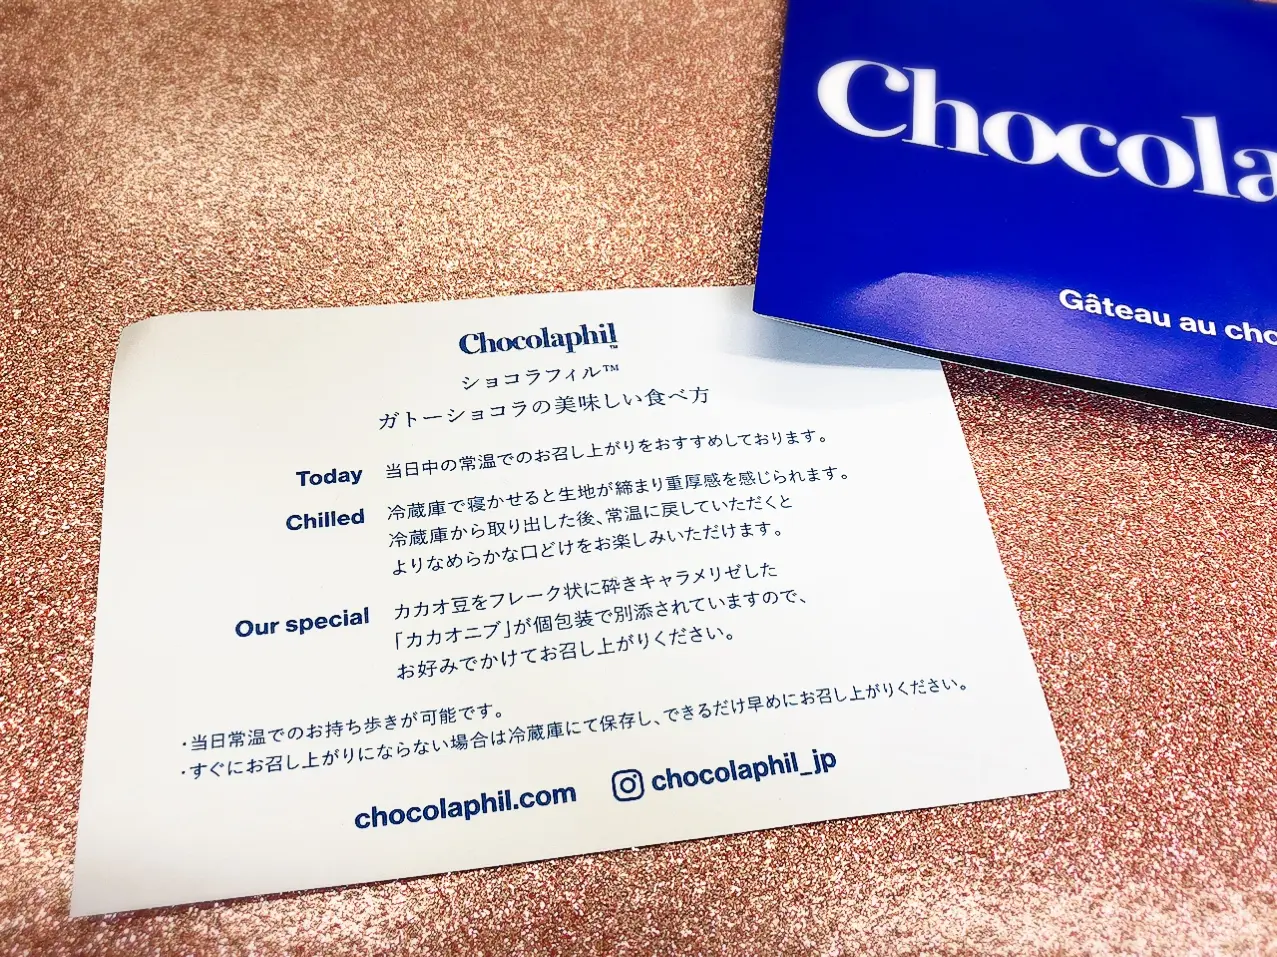 Chocola
Gâteau au cho
Chocolaphil™
ショコラフィル™
ガトーショコラの美味しい食べ方
Today 当日中の常温でのお召し上がりをおすすめしております。
Chilled 冷蔵庫で寝かせると生地が締まり重厚感を感じられます。
冷蔵庫から取り出した後、常温に戻していただくと
よりなめらかな口どけをお楽しみいただけます。
Our special カカオ豆をフレーク状に砕きキャラメリゼした
「カカオニブ」が個包装で別添されていますので、
お好みでかけてお召し上がりください。
・当日常温でのお持ち歩きが可能です。
・すぐにお召し上がりにならない場合は冷蔵庫にて保存し、できるだけ早めにお召し上がりください。
chocolaphil.com chocolaphil_jp